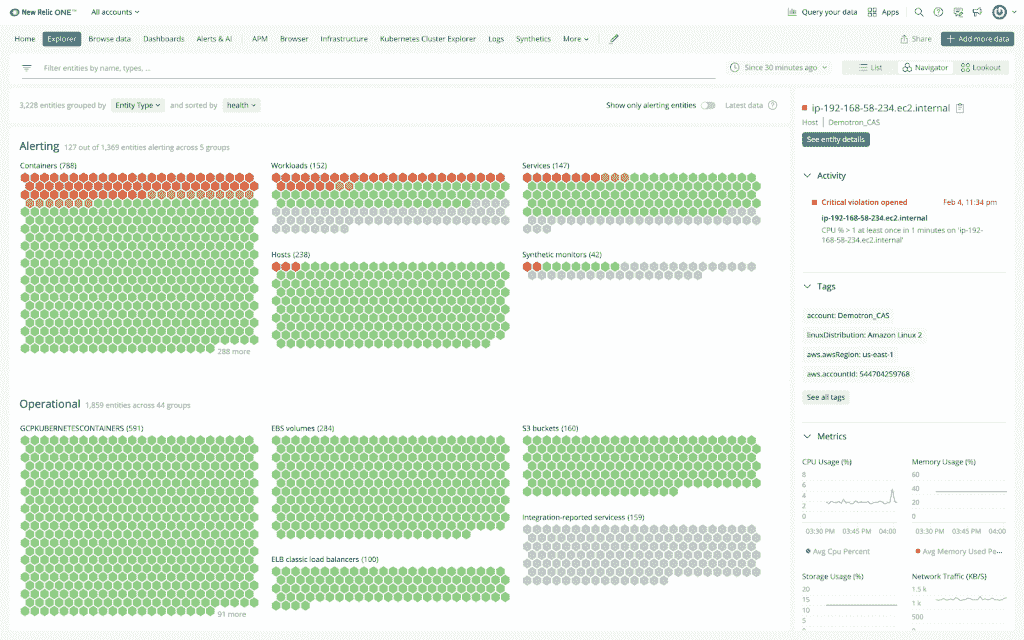 New Relic ONE™ All accounts Query your data Apps
Home Explorer Browse data Dashboards Alerts & AI APM Browser Infrastructure Kubernetes Cluster Explorer Logs Synthetics More Share + Add more data
Filter entities by name, types, ... Since 30 minutes ago List Navigator Lookout
3,228 entities grouped by Entity Type and sorted by health Show only alerting entities Latest data
Alerting 127 out of 1,369 entities alerting across 5 groups
Containers (788)
288 more
Workloads (152)
Services (147)
Hosts (238)
Synthetic monitors (42)
Operational 1,859 entities across 44 groups
GCPKUBERNETESCONTAINERS (591)
91 more
EBS volumes (284)
S3 buckets (160)
Integration-reported servicess (159)
ELB classic load balancers (100)
ip-192-168-58-234.ec2.internal
Host | Demotron_CAS
See entity details
Activity
Critical violation opened Feb 4, 11:34 pm
ip-192-168-58-234.ec2.internal
CPU % > 1 at least once in 1 minutes on 'ip-
192-168-58-234.ec2.internal'
Tags
account: Demotron_CAS
linuxDistribution: Amazon Linux 2
aws.awsRegion: us-east-1
aws.accountId: 544704259768
See all tags
Metrics
CPU Usage (%)
8
6
4
2
0
03:30 PM 03:45 PM 04:00
Avg Cpu Percent
Memory Usage (%)
60
40
20
0
03:30 PM 03:45 PM 04:00
Avg Memory Used Pe...
Storage Usage (%)
20
15
10
5
Network Traffic (KB/S)
1.5 k
1 k
500